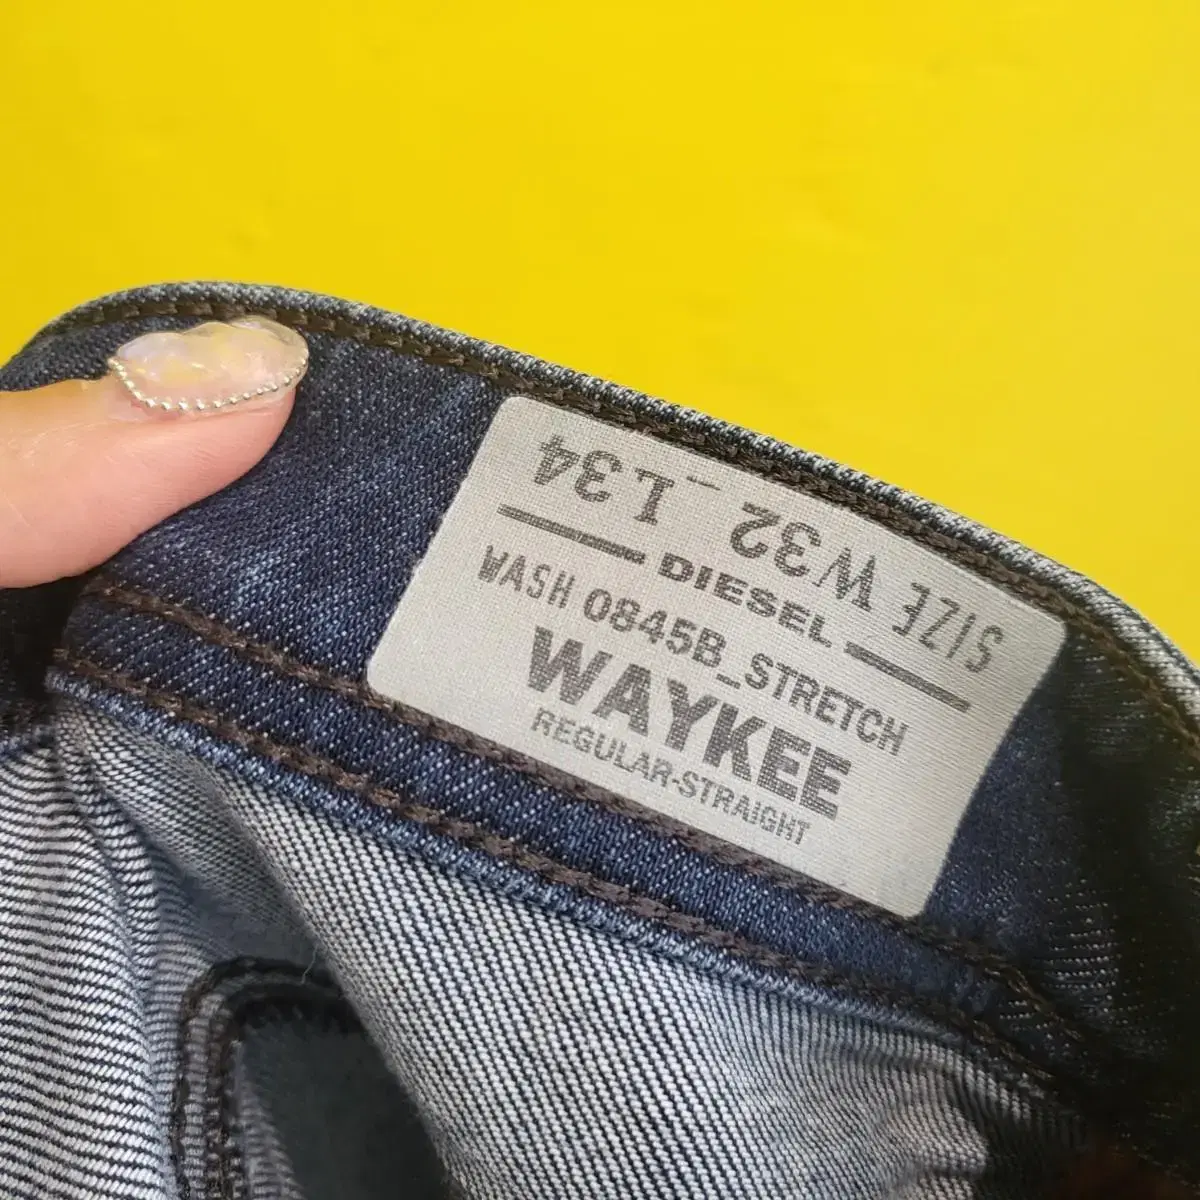 SIZE W32_L34
DIESEL
WASH 0845B_STRETCH
WAYKEE
REGULAR-STRAIGHT